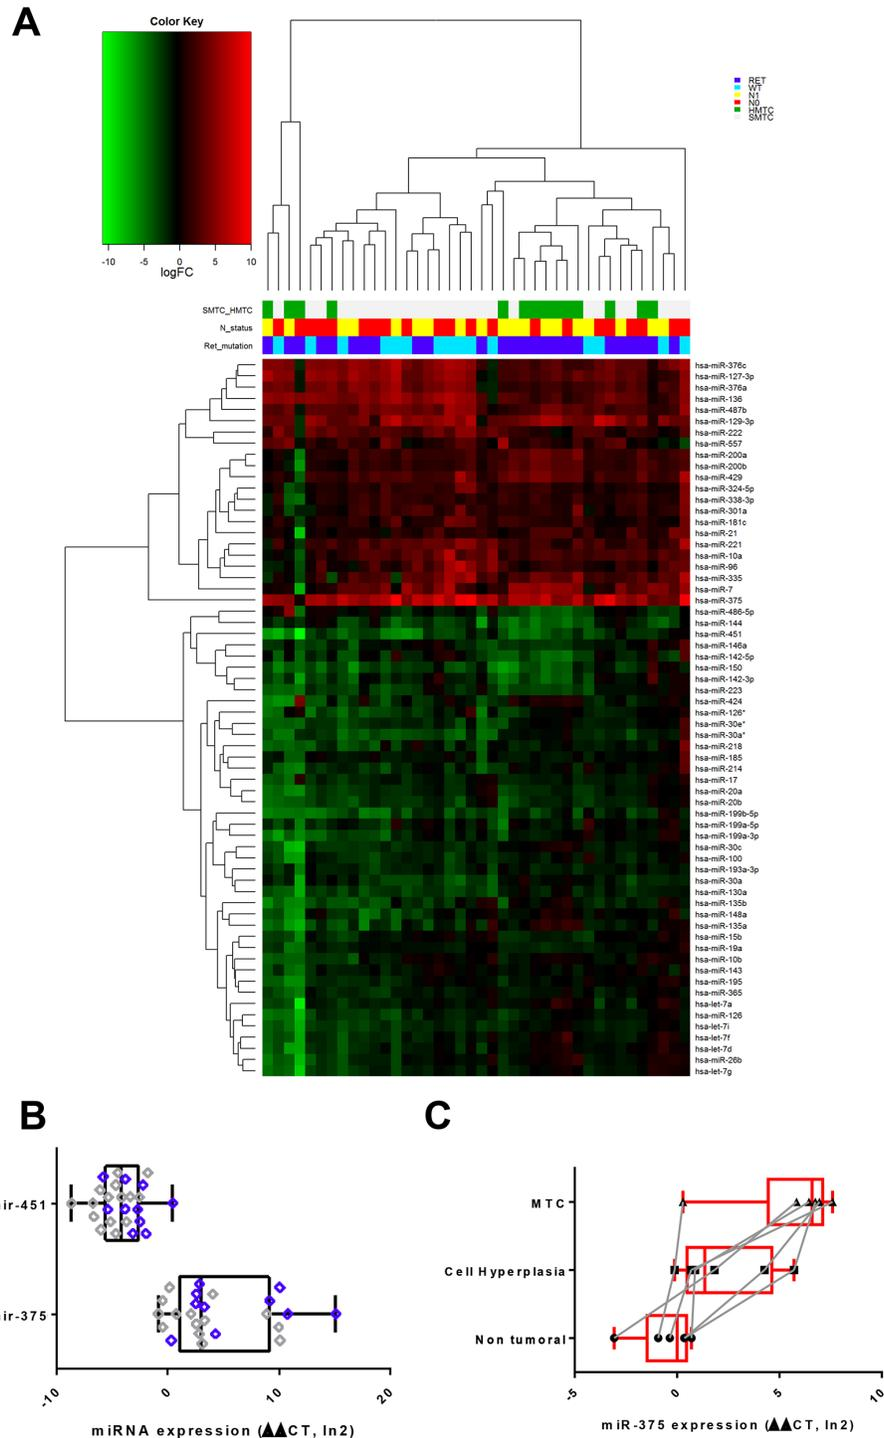 A
Color Key
-10 -5 0 5 10
logFC
RET
WT
N1
N0
HMTC
SMTC
SMTC_HMTC
N_status
Ret_mutation
hsa-miR-376c
hsa-miR-127-3p
hsa-miR-376a
hsa-miR-136
hsa-miR-487b
hsa-miR-129-3p
hsa-miR-222
hsa-miR-557
hsa-miR-200a
hsa-miR-200b
hsa-miR-429
hsa-miR-324-5p
hsa-miR-338-3p
hsa-miR-301a
hsa-miR-181c
hsa-miR-21
hsa-miR-221
hsa-miR-10a
hsa-miR-96
hsa-miR-335
hsa-miR-7
hsa-miR-375
hsa-miR-486-5p
hsa-miR-144
hsa-miR-451
hsa-miR-146a
hsa-miR-142-5p
hsa-miR-150
hsa-miR-142-3p
hsa-miR-223
hsa-miR-424
hsa-miR-126*
hsa-miR-30e*
hsa-miR-30a*
hsa-miR-218
hsa-miR-185
hsa-miR-214
hsa-miR-17
hsa-miR-20a
hsa-miR-20b
hsa-miR-199b-5p
hsa-miR-199a-5p
hsa-miR-199a-3p
hsa-miR-30c
hsa-miR-100
hsa-miR-193a-3p
hsa-miR-30a
hsa-miR-130a
hsa-miR-135b
hsa-miR-148a
hsa-miR-135a
hsa-miR-15b
hsa-miR-19a
hsa-miR-10b
hsa-miR-143
hsa-miR-195
hsa-miR-365
hsa-let-7a
hsa-miR-126
hsa-let-7i
hsa-let-7f
hsa-let-7d
hsa-miR-26b
hsa-let-7g
B
ir-451
ir-375
-10 0 10 20
miRNA expression (▲▲CT, ln2)
C
MTC
Cell Hyperplasia
Non tumoral
-5 0 5 10
miR-375 expression (▲▲CT, ln2)